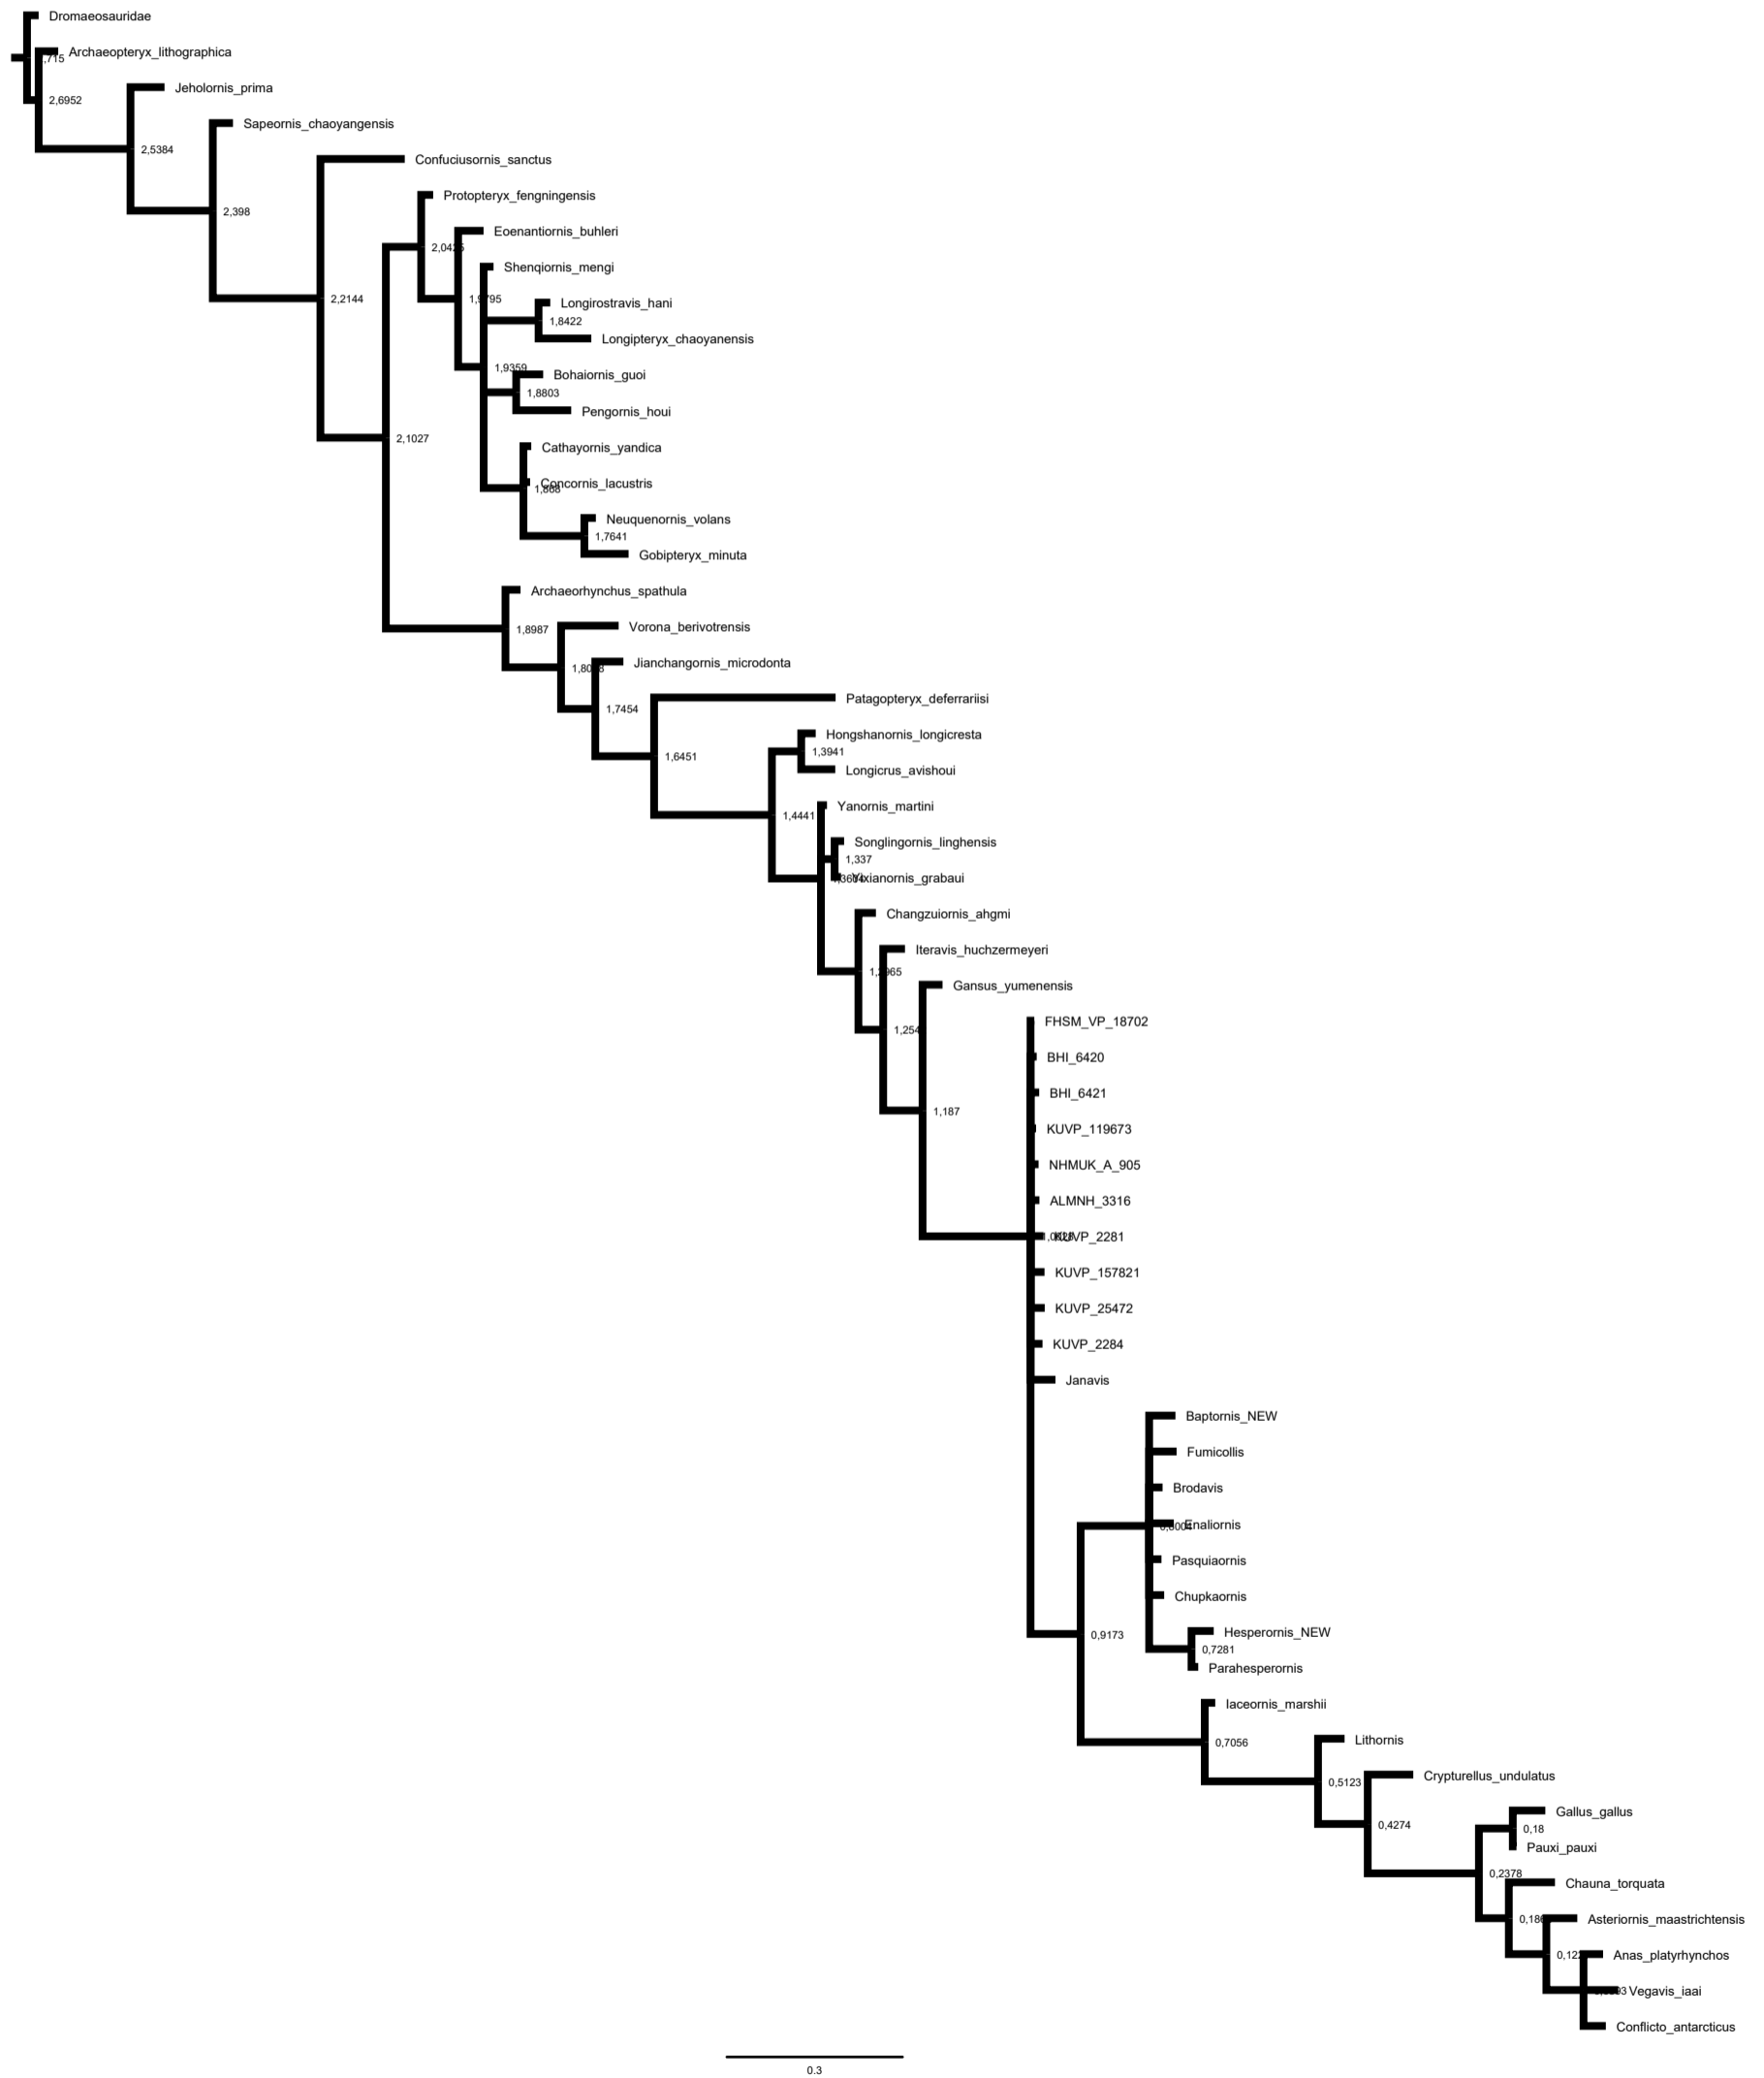 Dromaeosauridae
Archaeopteryx_lithographica
2,6952
Jeholornis_prima
2,5384
Sapeornis_chaoyangensis
2,398
Confuciusornis_sanctus
2,2144
Protopteryx_fengningensis
Eoenantiornis_buhleri
Shenqiornis_mengi
Longirostravis_hani
1,8422
Longipteryx_chaoyanensis
1,9359
Bohaiornis_guoi
1,8803
Pengornis_houi
2,1027
Cathayornis_yandica
Concornis_lacustris
Neuquenornis_volans
1,7641
Gobipteryx_minuta
Archaeorhynchus_spathula
1,8987
Vorona_berivotrensis
Jianchangornis_microdonta
1,7454
Patagopteryx_deferrariisi
Hongshanornis_longicresta
1,3941
1,6451
Longicrus_avishoui
Yanornis_martini
1,4441
Songlingornis_linghensis
1,337
Yixianornis_grabaui
Changzuiornis_ahgmi
Iteravis_huchzermeyeri
Gansus_yumenensis
FHSM_VP_18702
1,254
BHI_6420
BHI_6421
1,187
KUVP_119673
NHMUK_A_905
ALMNH_3316
KUVP_2281
KUVP_157821
KUVP_25472
KUVP_2284
Janavis
Baptornis_NEW
Fumicollis
Brodavis
Enaliornis
Pasquiaornis
Chupkaornis
Hesperornis_NEW
0,9173
0,7281
Parahesperornis
Iaceornis_marshii
Lithornis
0,7056
Crypturellus_undulatus
0,5123
Gallus_gallus
0,4274
0,18
Pauxi_pauxi
0,2378
Chauna_torquata
Asteriornis_maastrichtensis
Anas_platyrhynchos
Vegavis_iaai
Conflicto_antarcticus
0.3